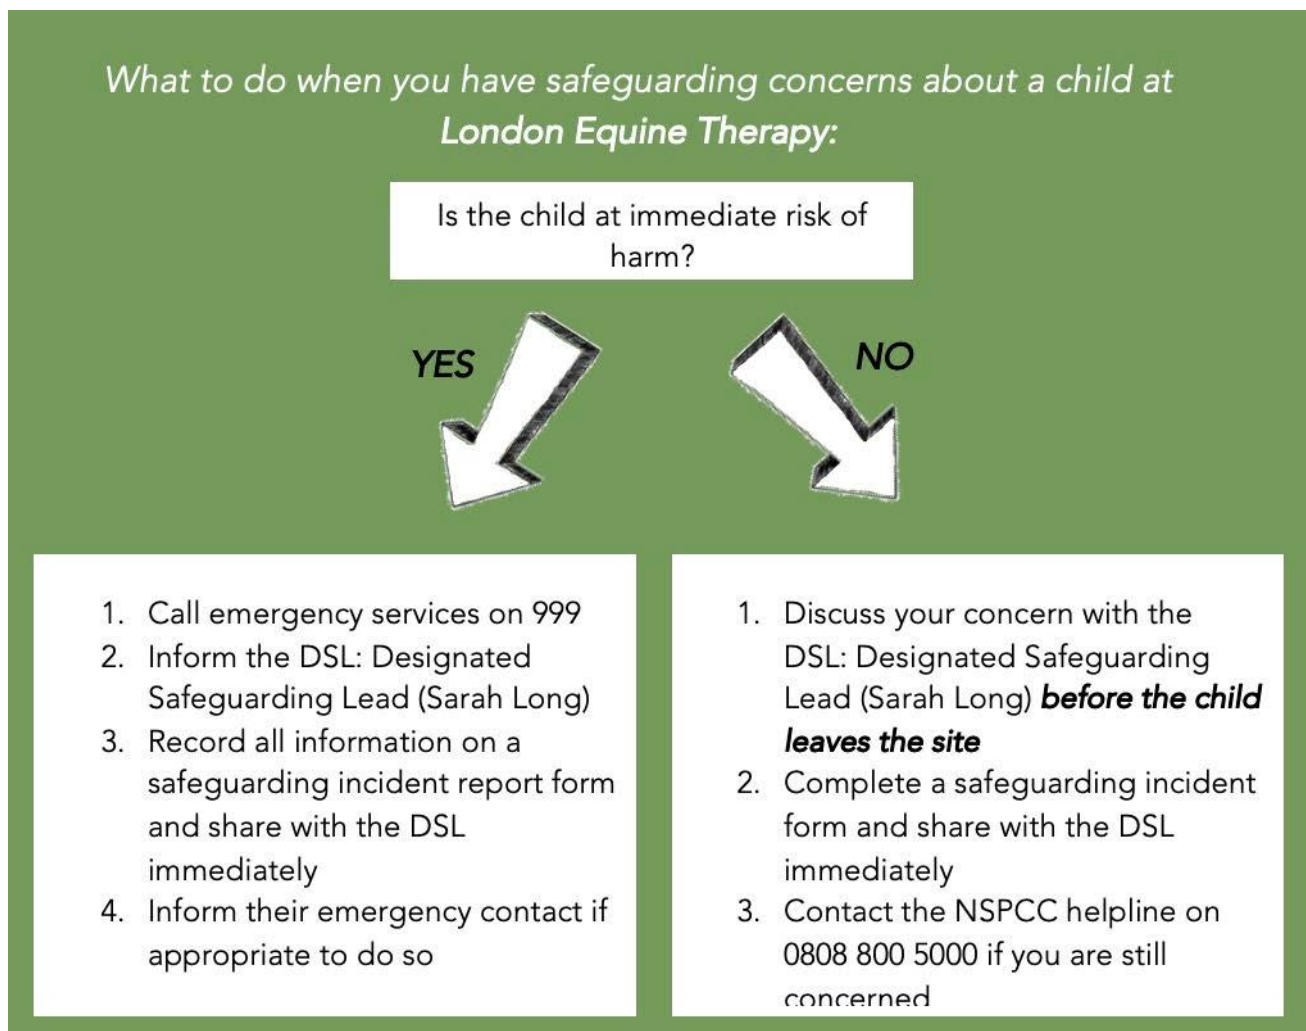 What to do when you have safeguarding concerns about a child at
London Equine Therapy:
Is the child at immediate risk of
harm?
YES
NO
1. Call emergency services on 999
2. Inform the DSL: Designated
Safeguarding Lead (Sarah Long)
3. Record all information on a
safeguarding incident report form
and share with the DSL
immediately
4. Inform their emergency contact if
appropriate to do so
1. Discuss your concern with the
DSL: Designated Safeguarding
Lead (Sarah Long) before the child
leaves the site
2. Complete a safeguarding incident
form and share with the DSL
immediately
3. Contact the NSPCC helpline on
0808 800 5000 if you are still
concerned